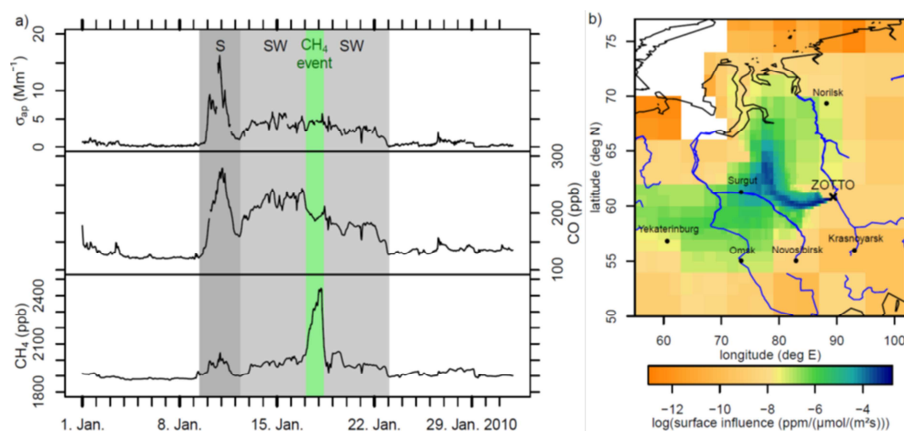 a)
S SW CH₄ event SW
σap (Mm⁻¹)
0 5 10 15 20
CO (ppb)
100 200 300
CH₄ (ppb)
1800 2100 2400
1. Jan. 8. Jan. 15. Jan. 22. Jan. 29. Jan. 2010
b)
Norilsk
ZOTTO
Surgut
Yekaterinburg
Krasnoyarsk
Omsk
Novosibirsk
latitude (deg N)
50 55 60 65 70 75
60 70 80 90 100
longitude (deg E)
−12 −10 −8 −6 −4
log(surface influence (ppm/(μmol/(m²s)))